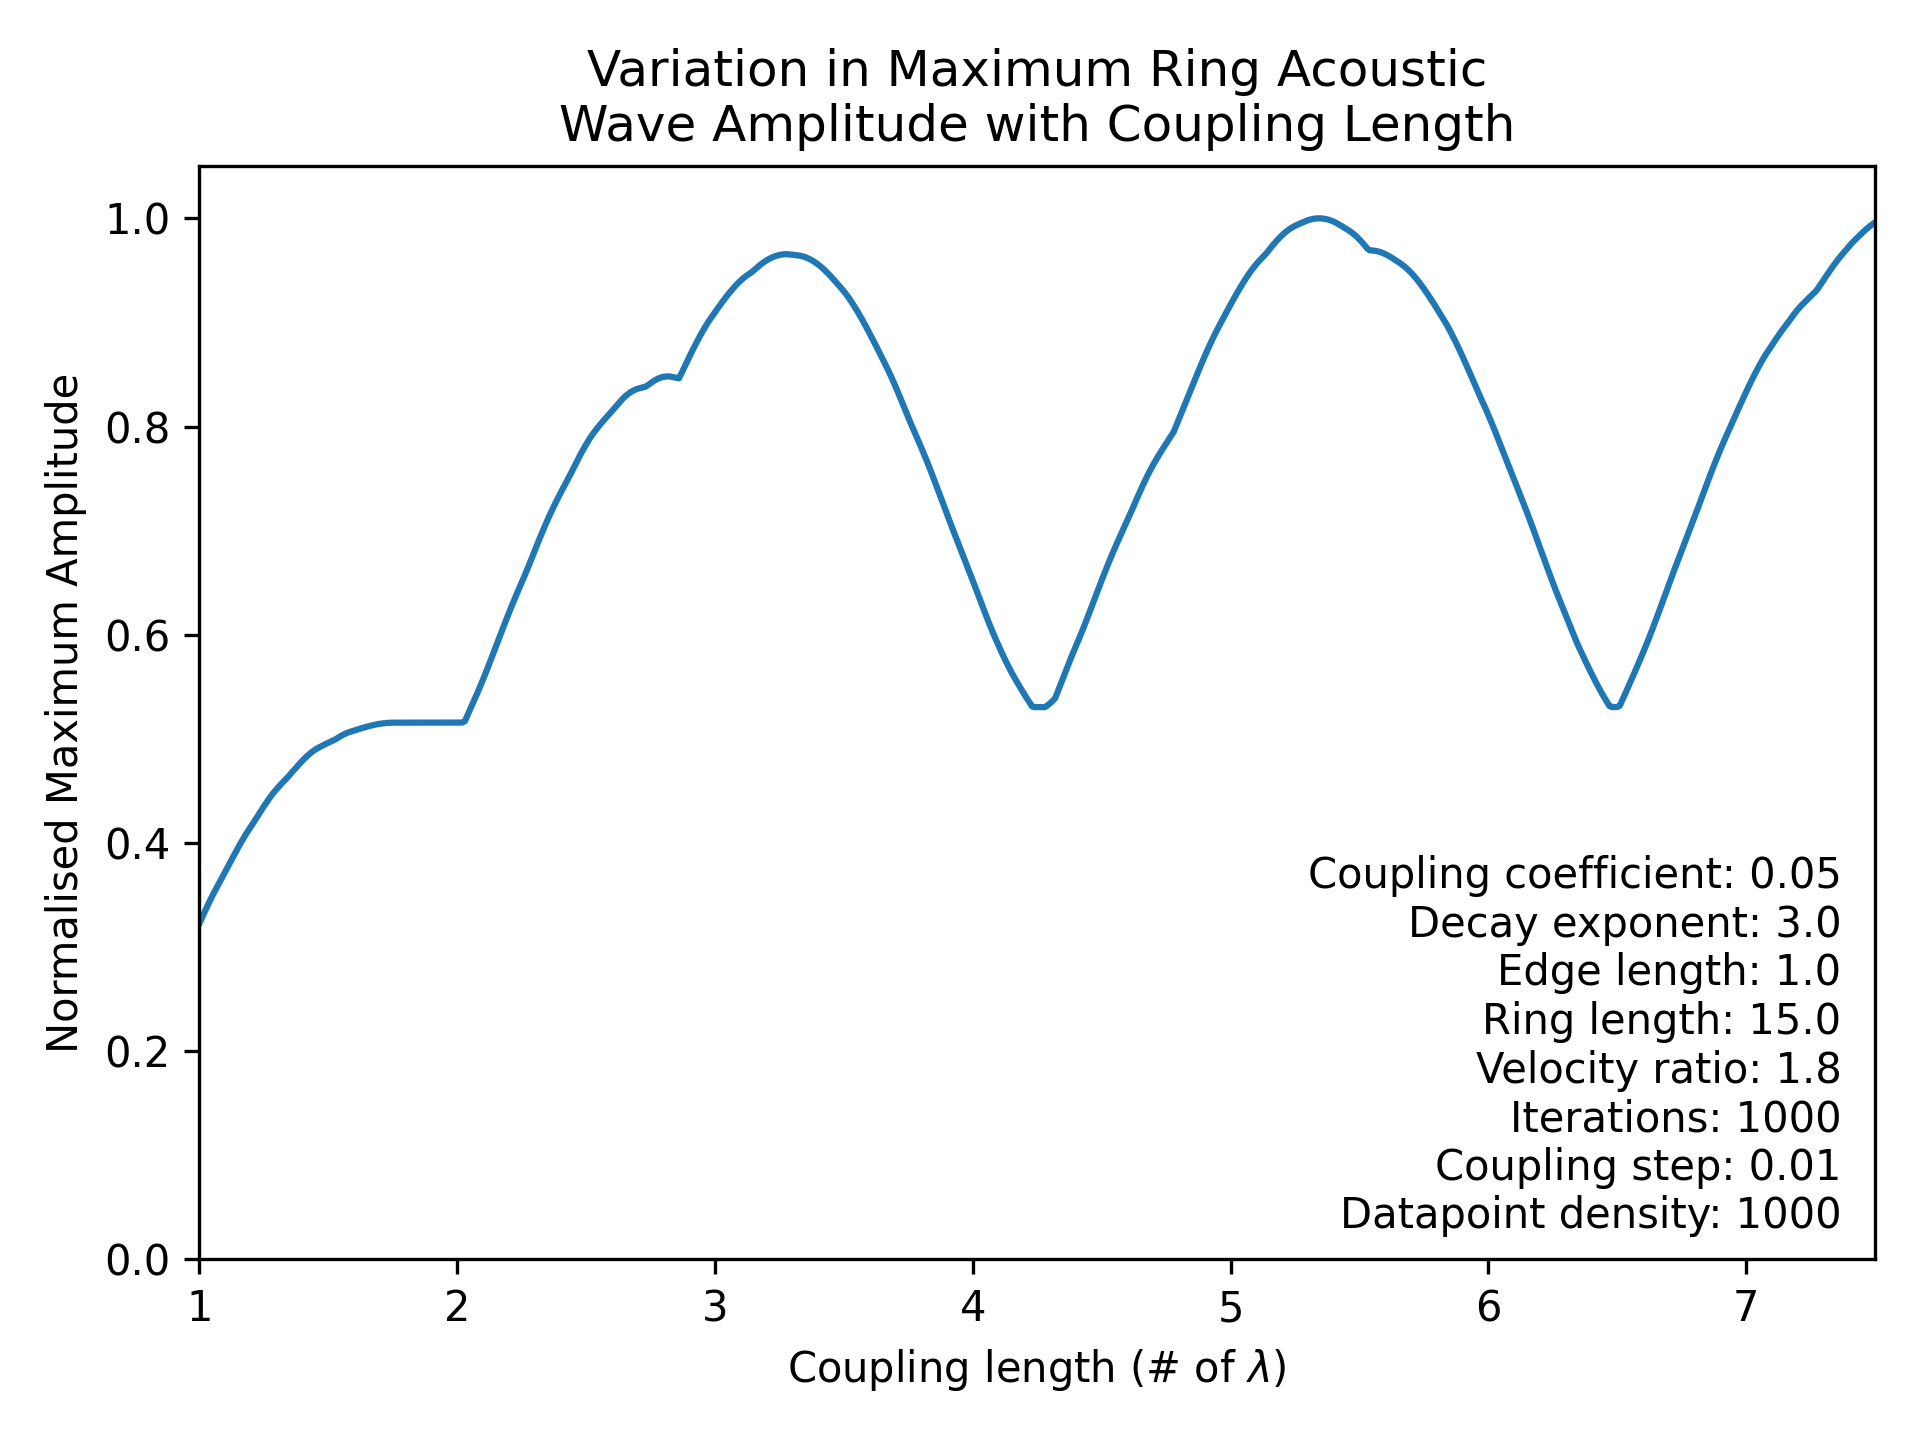 Variation in Maximum Ring Acoustic
Wave Amplitude with Coupling Length
Normalised Maximum Amplitude
1.0
0.8
0.6
0.4
0.2
0.0
Coupling coefficient: 0.05
Decay exponent: 3.0
Edge length: 1.0
Ring length: 15.0
Velocity ratio: 1.8
Iterations: 1000
Coupling step: 0.01
Datapoint density: 1000
1 2 3 4 5 6 7
Coupling length (# of λ)